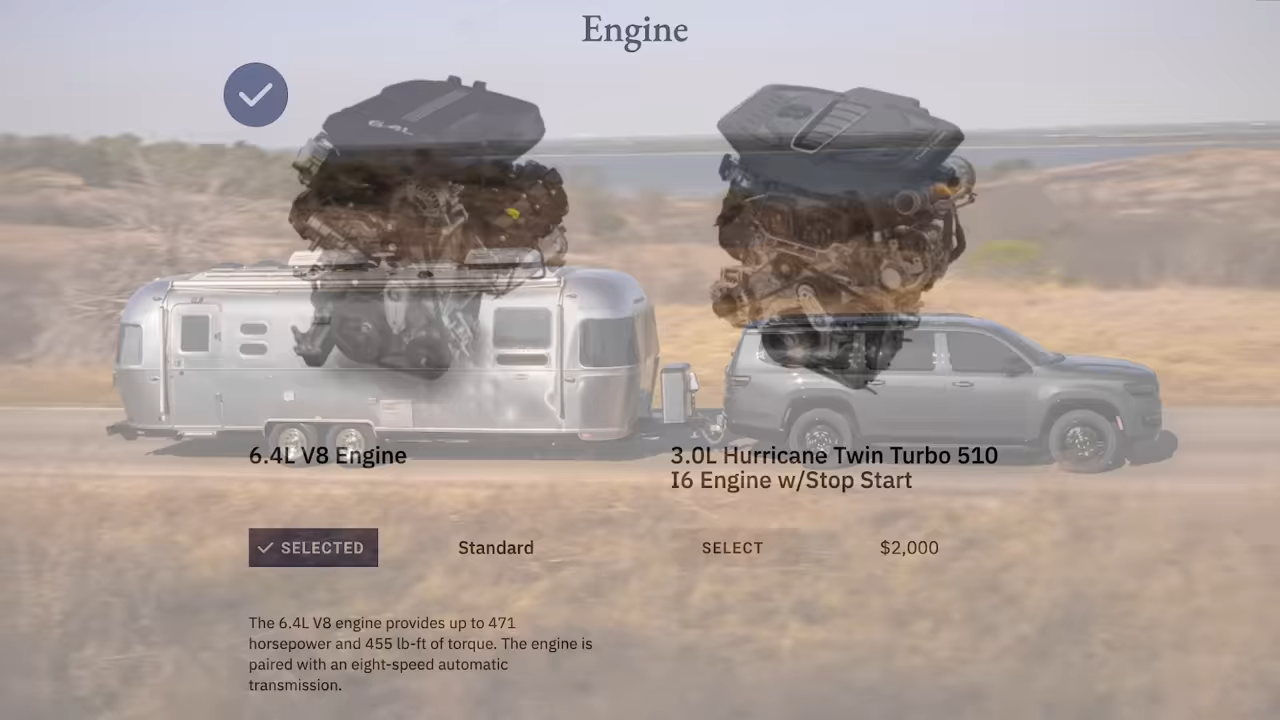 Engine
6.4L
6.4L V8 Engine
3.0L Hurricane Twin Turbo 510
I6 Engine w/Stop Start
SELECTED
Standard
SELECT
$2,000
The 6.4L V8 engine provides up to 471
horsepower and 455 lb-ft of torque. The engine is
paired with an eight-speed automatic
transmission.